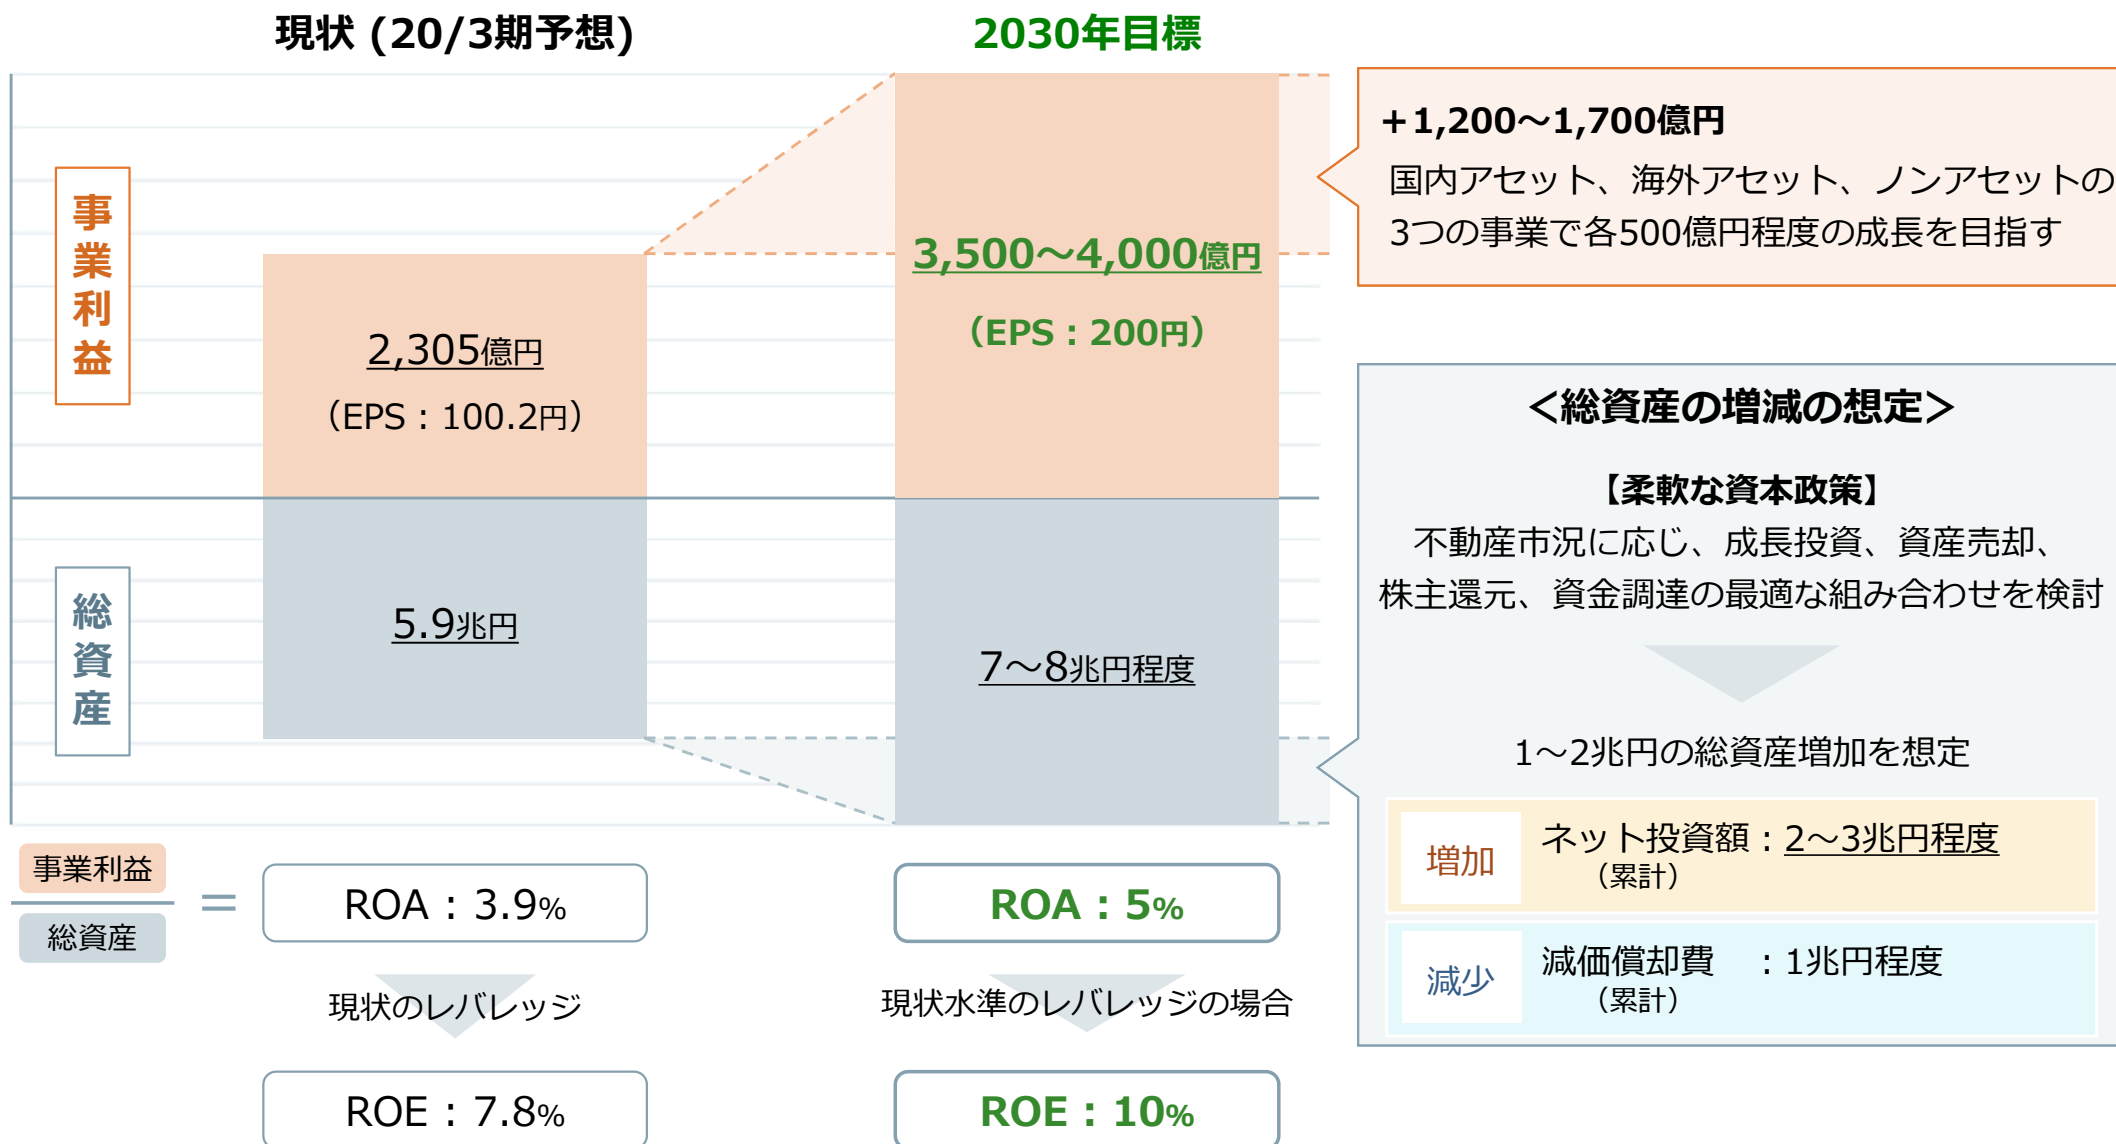 現状 (20/3期予想)
2030年目標
事業利益
2,305億円
（EPS：100.2円）
3,500～4,000億円
（EPS：200円）
+1,200～1,700億円
国内アセット、海外アセット、ノンアセットの
3つの事業で各500億円程度の成長を目指す
総資産
5.9兆円
7～8兆円程度
＜総資産の増減の想定＞
【柔軟な資本政策】
不動産市況に応じ、成長投資、資産売却、
株主還元、資金調達の最適な組み合わせを検討
1～2兆円の総資産増加を想定
増加
ネット投資額：2～3兆円程度
（累計）
減少
減価償却費　：1兆円程度
（累計）
事業利益
総資産
=
ROA：3.9%
ROA：5%
現状のレバレッジ
現状水準のレバレッジの場合
ROE：7.8%
ROE：10%